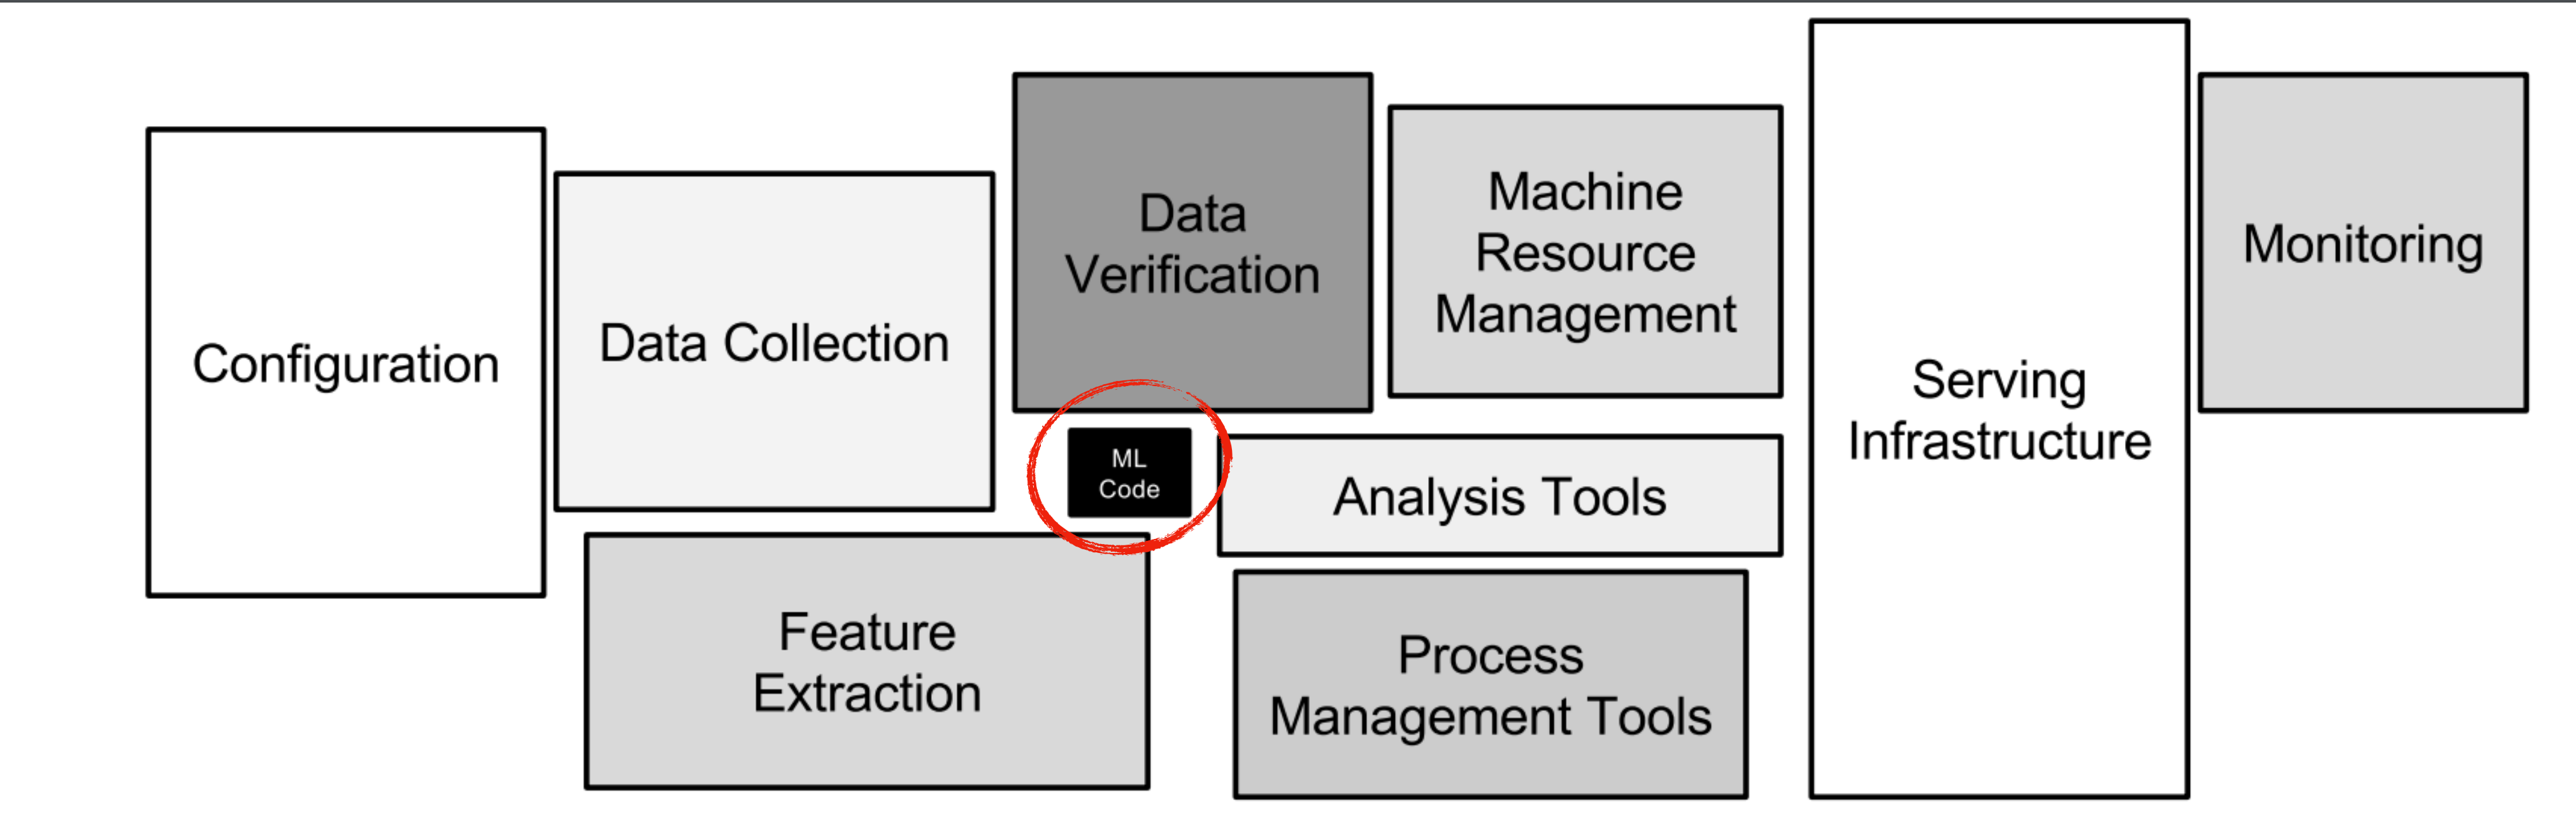 Configuration
Data Collection
Data
Verification
Machine
Resource
Management
Serving
Infrastructure
Monitoring
ML
Code
Analysis Tools
Feature
Extraction
Process
Management Tools